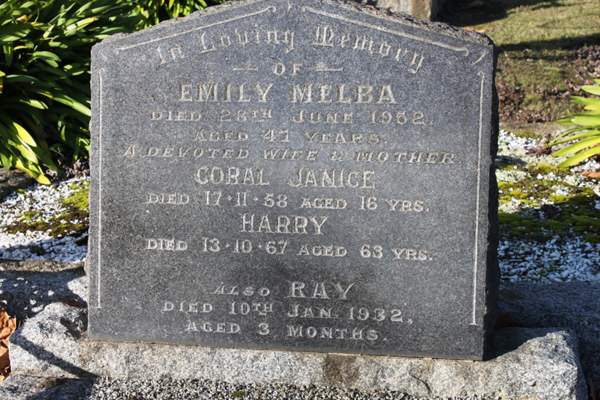 In Loving Memory
— OF —
EMILY MELBA
DIED 28TH JUNE 1952.
AGED 41 YEARS.
A DEVOTED WIFE & MOTHER.
CORAL JANICE
DIED 17·11·58 AGED 16 YRS.
HARRY
DIED 13·10·67 AGED 63 YRS.
ALSO RAY
DIED 10TH JAN. 1932.
AGED 3 MONTHS.